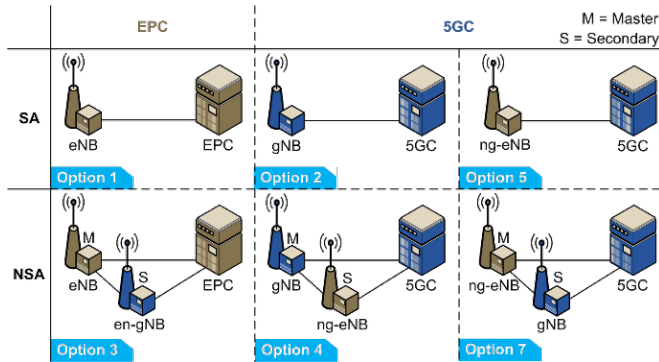 EPC
5GC
M = Master
S = Secondary
SA
eNB
EPC
gNB
5GC
ng-eNB
5GC
Option 1
Option 2
Option 5
NSA
M
S
eNB
en-gNB
EPC
M
S
gNB
ng-eNB
5GC
M
S
ng-eNB
gNB
5GC
Option 3
Option 4
Option 7